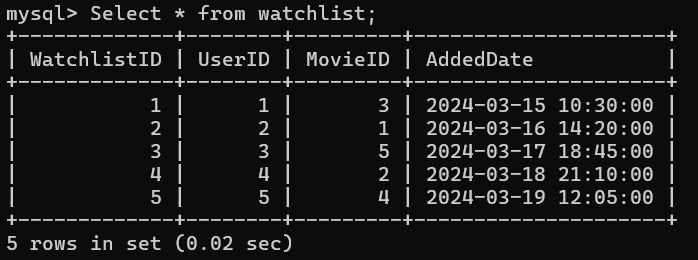 mysql> Select * from watchlist;
+-------------+--------+---------+---------------------+
| WatchlistID | UserID | MovieID | AddedDate           |
+-------------+--------+---------+---------------------+
|           1 |      1 |       3 | 2024-03-15 10:30:00 |
|           2 |      2 |       1 | 2024-03-16 14:20:00 |
|           3 |      3 |       5 | 2024-03-17 18:45:00 |
|           4 |      4 |       2 | 2024-03-18 21:10:00 |
|           5 |      5 |       4 | 2024-03-19 12:05:00 |
+-------------+--------+---------+---------------------+
5 rows in set (0.02 sec)